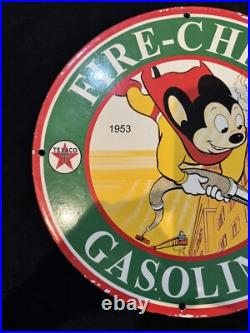 FIRE-CHI
1953
TEXACO
GASOLIN